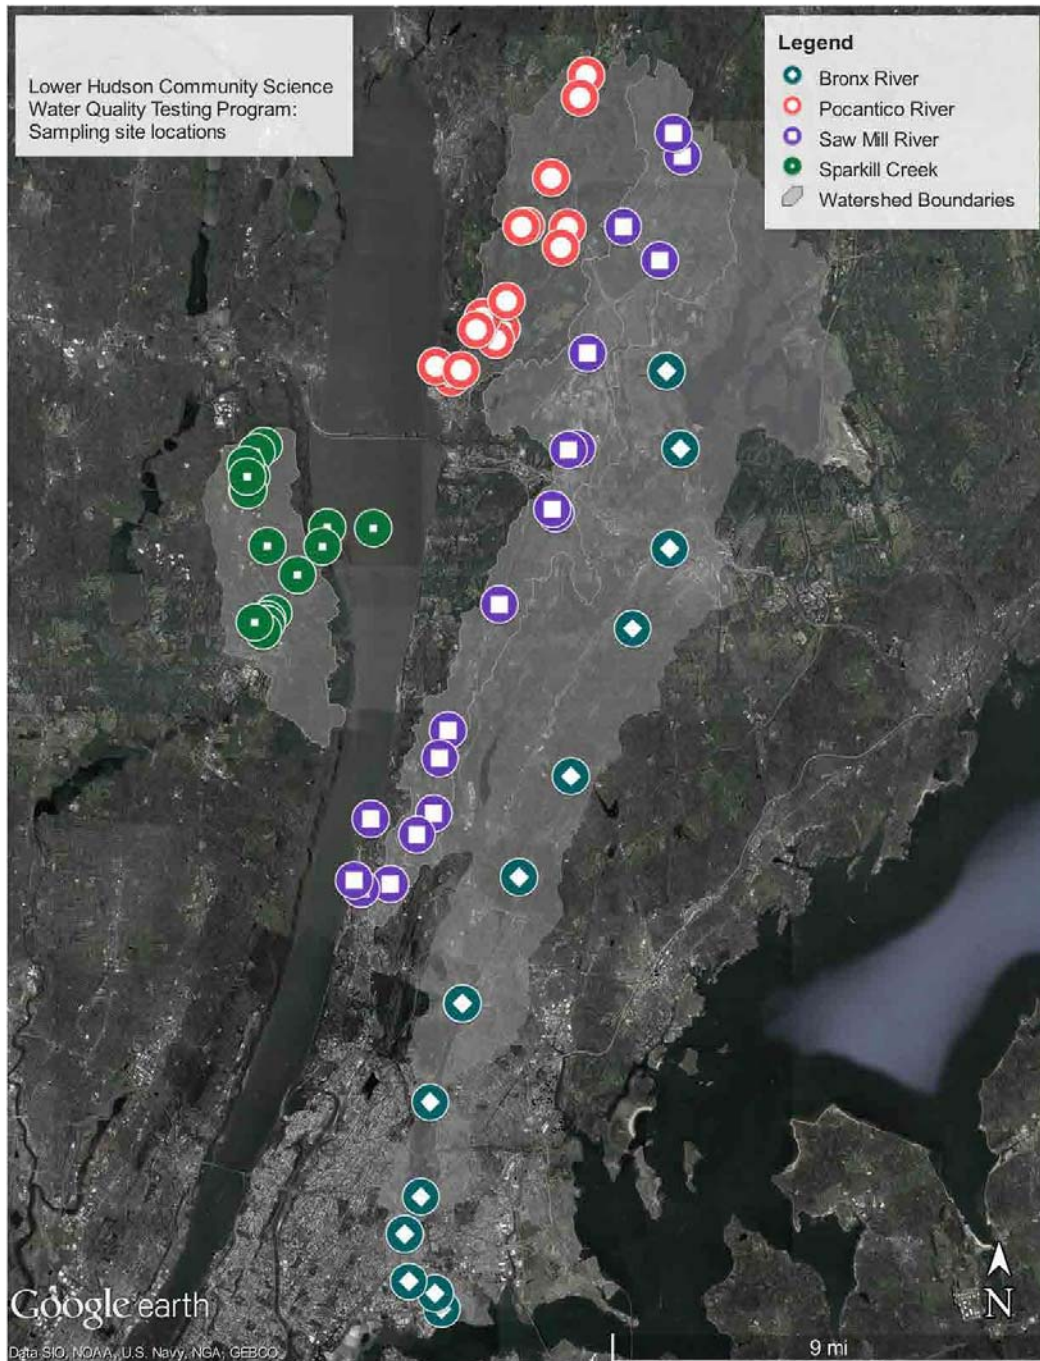 Lower Hudson Community Science
Water Quality Testing Program:
Sampling site locations
Legend
Bronx River
Pocantico River
Saw Mill River
Sparkill Creek
Watershed Boundaries
Google earth
N
Data SIO, NOAA, U.S. Navy, NGA, GEBCO
9 mi